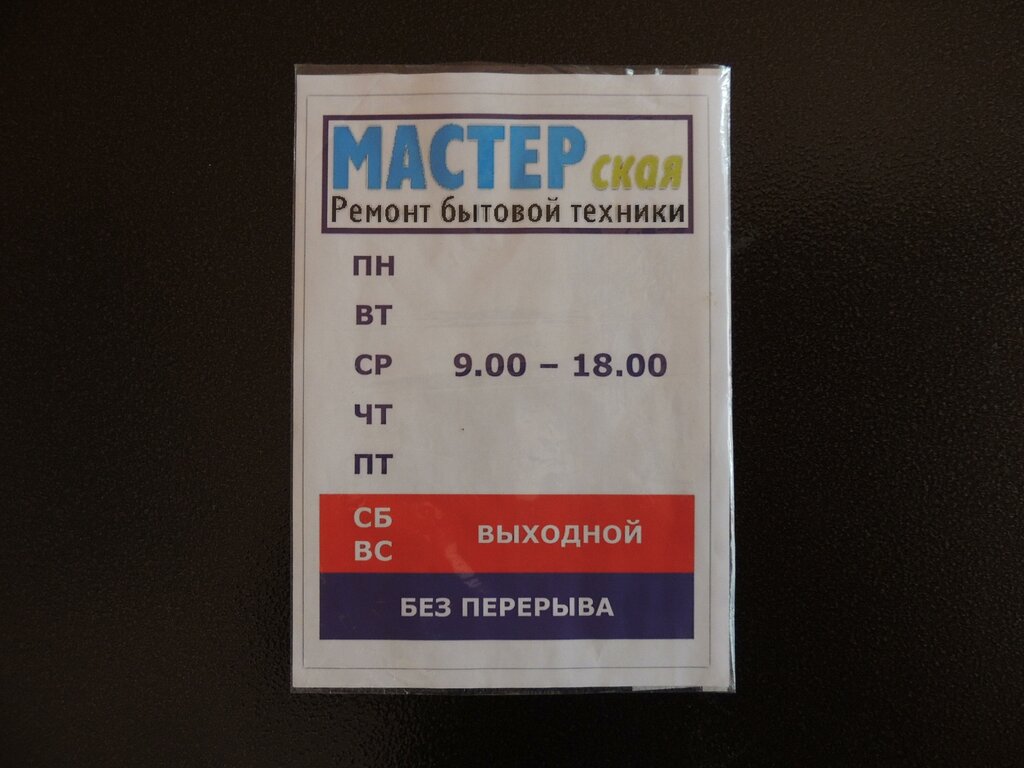 МАСТЕРская
Ремонт бытовой техники
ПН
ВТ
СР 9.00 – 18.00
ЧТ
ПТ
СБ
ВС
ВЫХОДНОЙ
БЕЗ ПЕРЕРЫВА